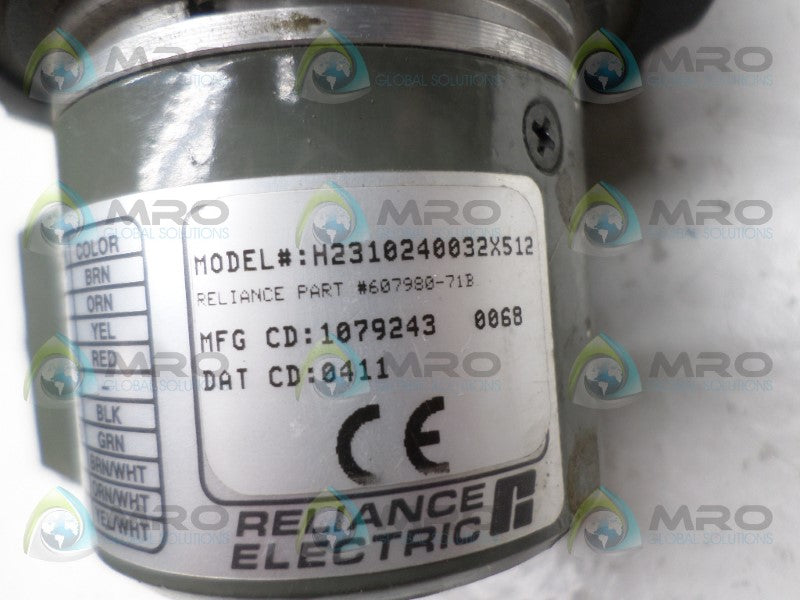 MODEL#:H2310240032X512
RELIANCE PART #607980-71B
MFG CD:1079243 0068
DAT CD:0411
CE
RELIANCE
ELECTRIC
COLOR
BRN
ORN
YEL
RED
–
BLK
GRN
BRN/WHT
ORN/WHT
YEL/WHT
MRO
GLOBAL SOLUTIONS